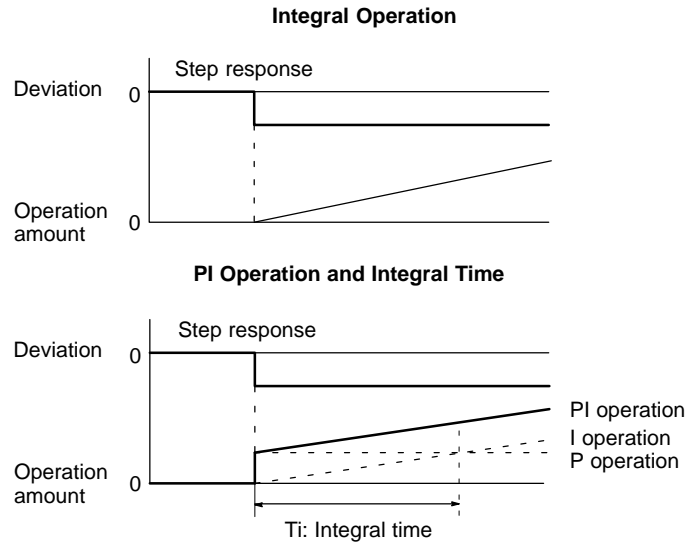 Integral Operation
Step response
Deviation
0
Operation
amount
0
PI Operation and Integral Time
Step response
Deviation
0
PI operation
I operation
P operation
Operation
amount
0
Ti: Integral time